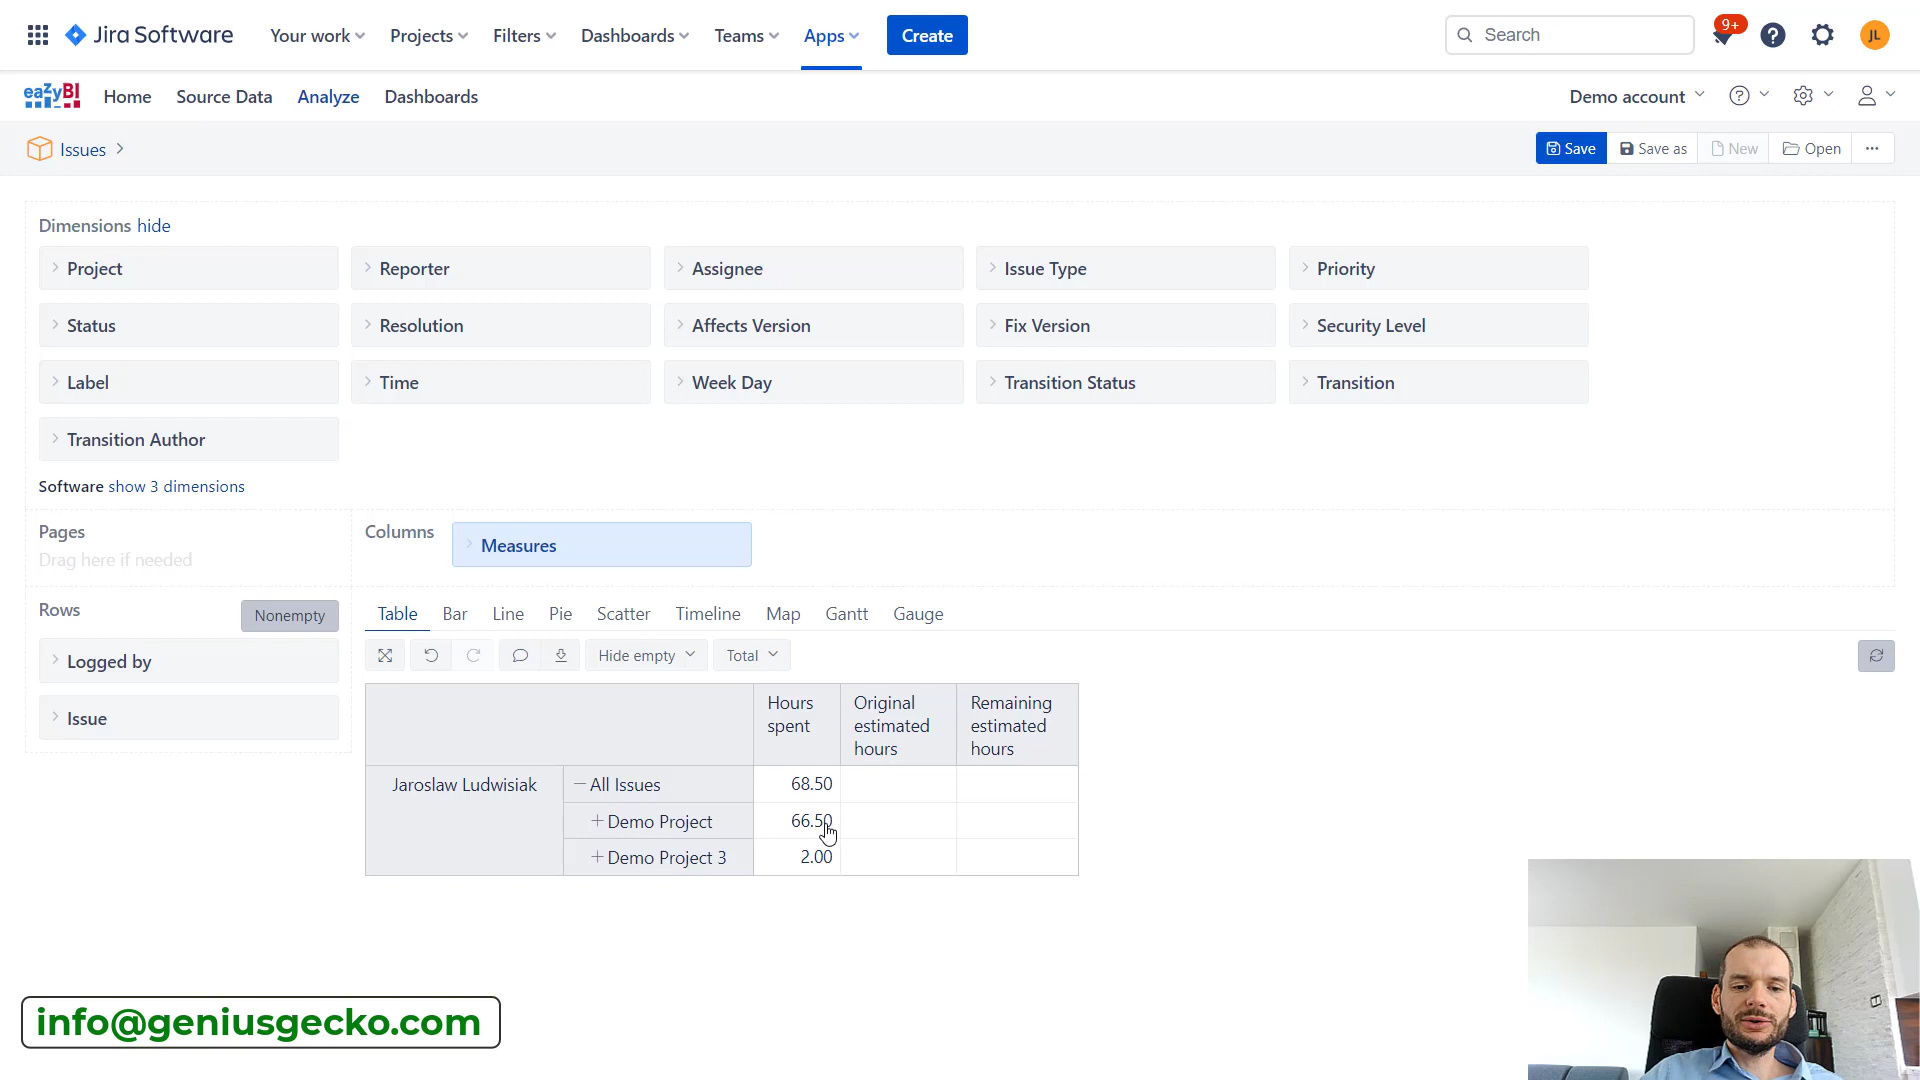 Jira Software Your work Projects Filters Dashboards Teams Apps Create Search 9+ JL
eazyBI Home Source Data Analyze Dashboards Demo account
Issues Save Save as New Open
Dimensions hide
Project Reporter Assignee Issue Type Priority
Status Resolution Affects Version Fix Version Security Level
Label Time Week Day Transition Status Transition
Transition Author
Software show 3 dimensions
Pages Columns Measures
Drag here if needed
Rows Nonempty Table Bar Line Pie Scatter Timeline Map Gantt Gauge
Hide empty Total
Logged by
Issue
Hours spent Original estimated hours Remaining estimated hours
Jaroslaw Ludwisiak All Issues 68.50
Demo Project 66.50
Demo Project 3 2.00
info@geniusgecko.com